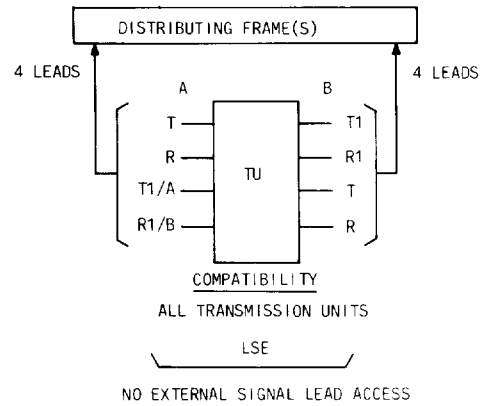 DISTRIBUTING FRAME(S)
4 LEADS
4 LEADS
A
B
T
T1
R
R1
TU
T1/A
T
R1/B
R
COMPATIBILITY
ALL TRANSMISSION UNITS
LSE
NO EXTERNAL SIGNAL LEAD ACCESS